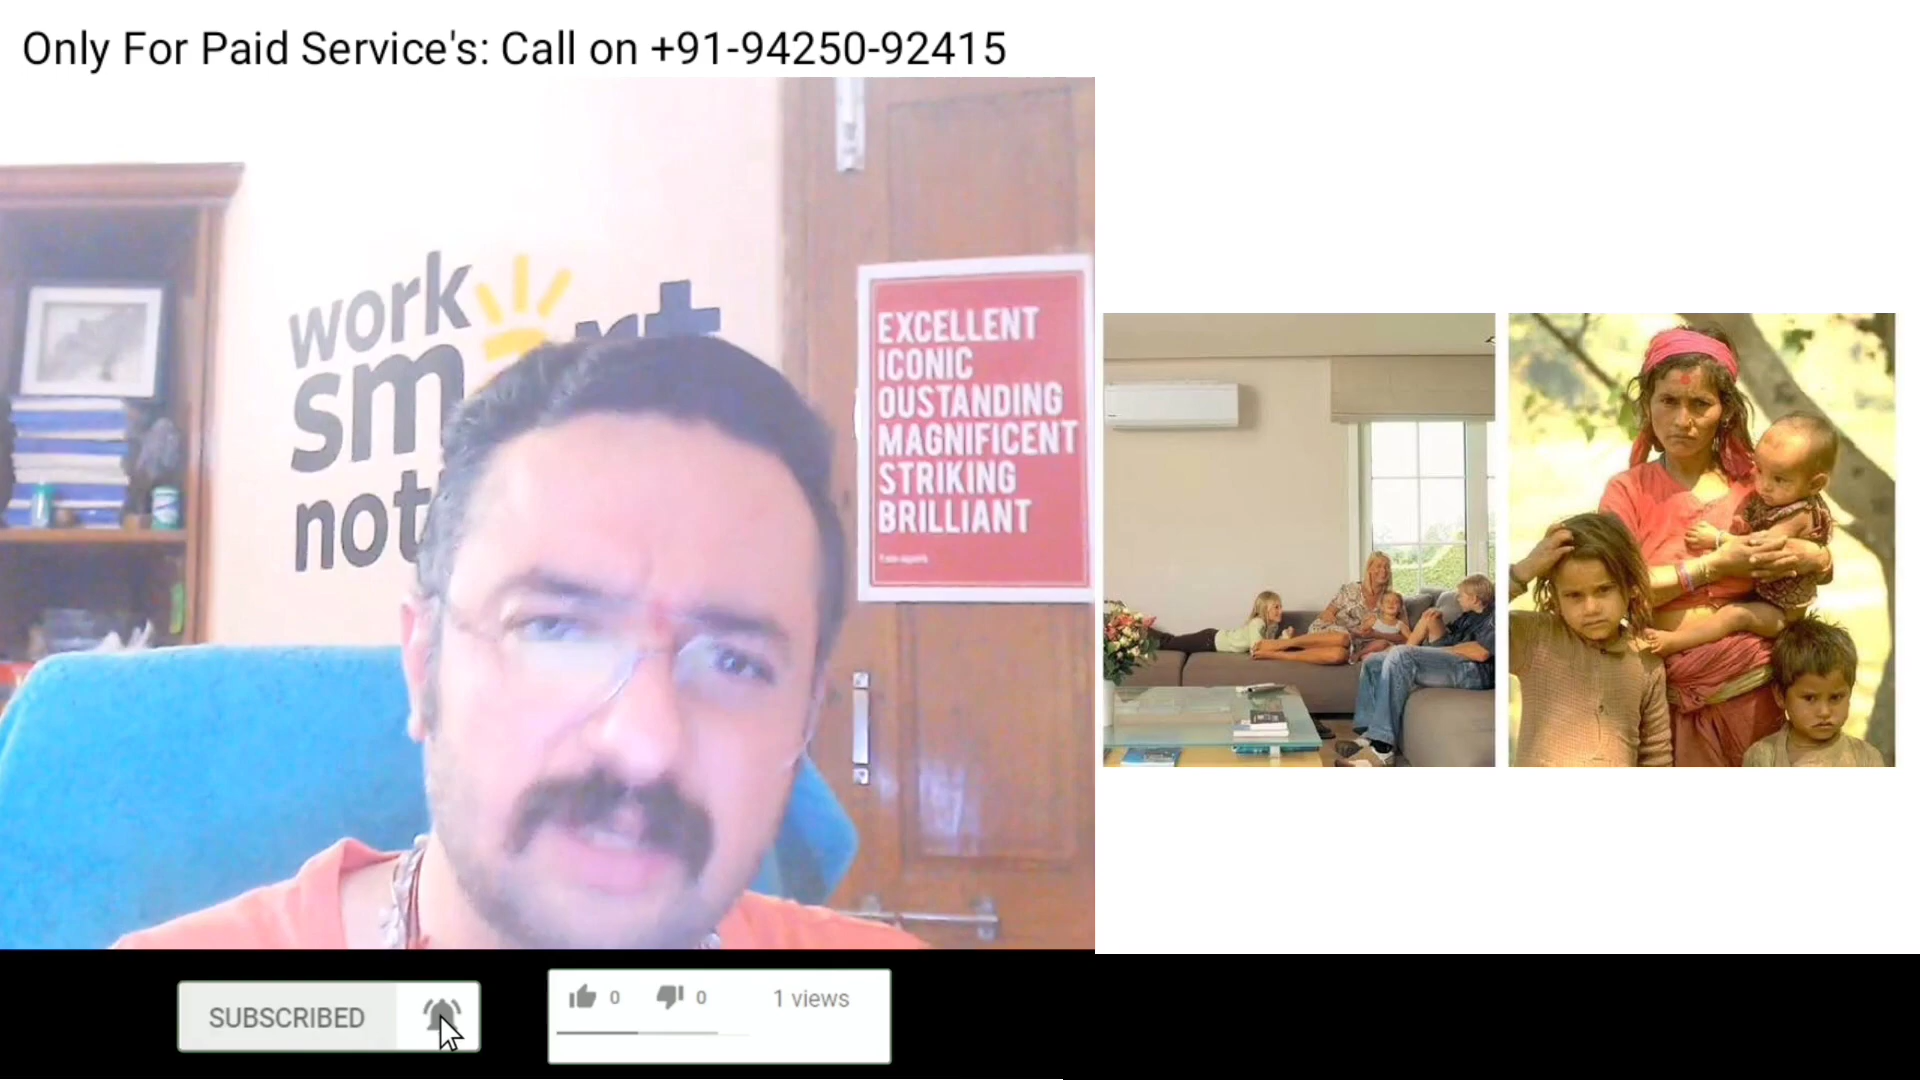 Only For Paid Service's: Call on +91-94250-92415
work
sm rt
not
EXCELLENT
ICONIC
OUSTANDING
MAGNIFICENT
STRIKING
BRILLIANT
SUBSCRIBED
0
0
1 views